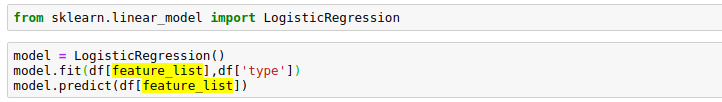 from sklearn.linear_model import LogisticRegression
model = LogisticRegression()
model.fit(df[feature_list],df['type'])
model.predict(df[feature_list])